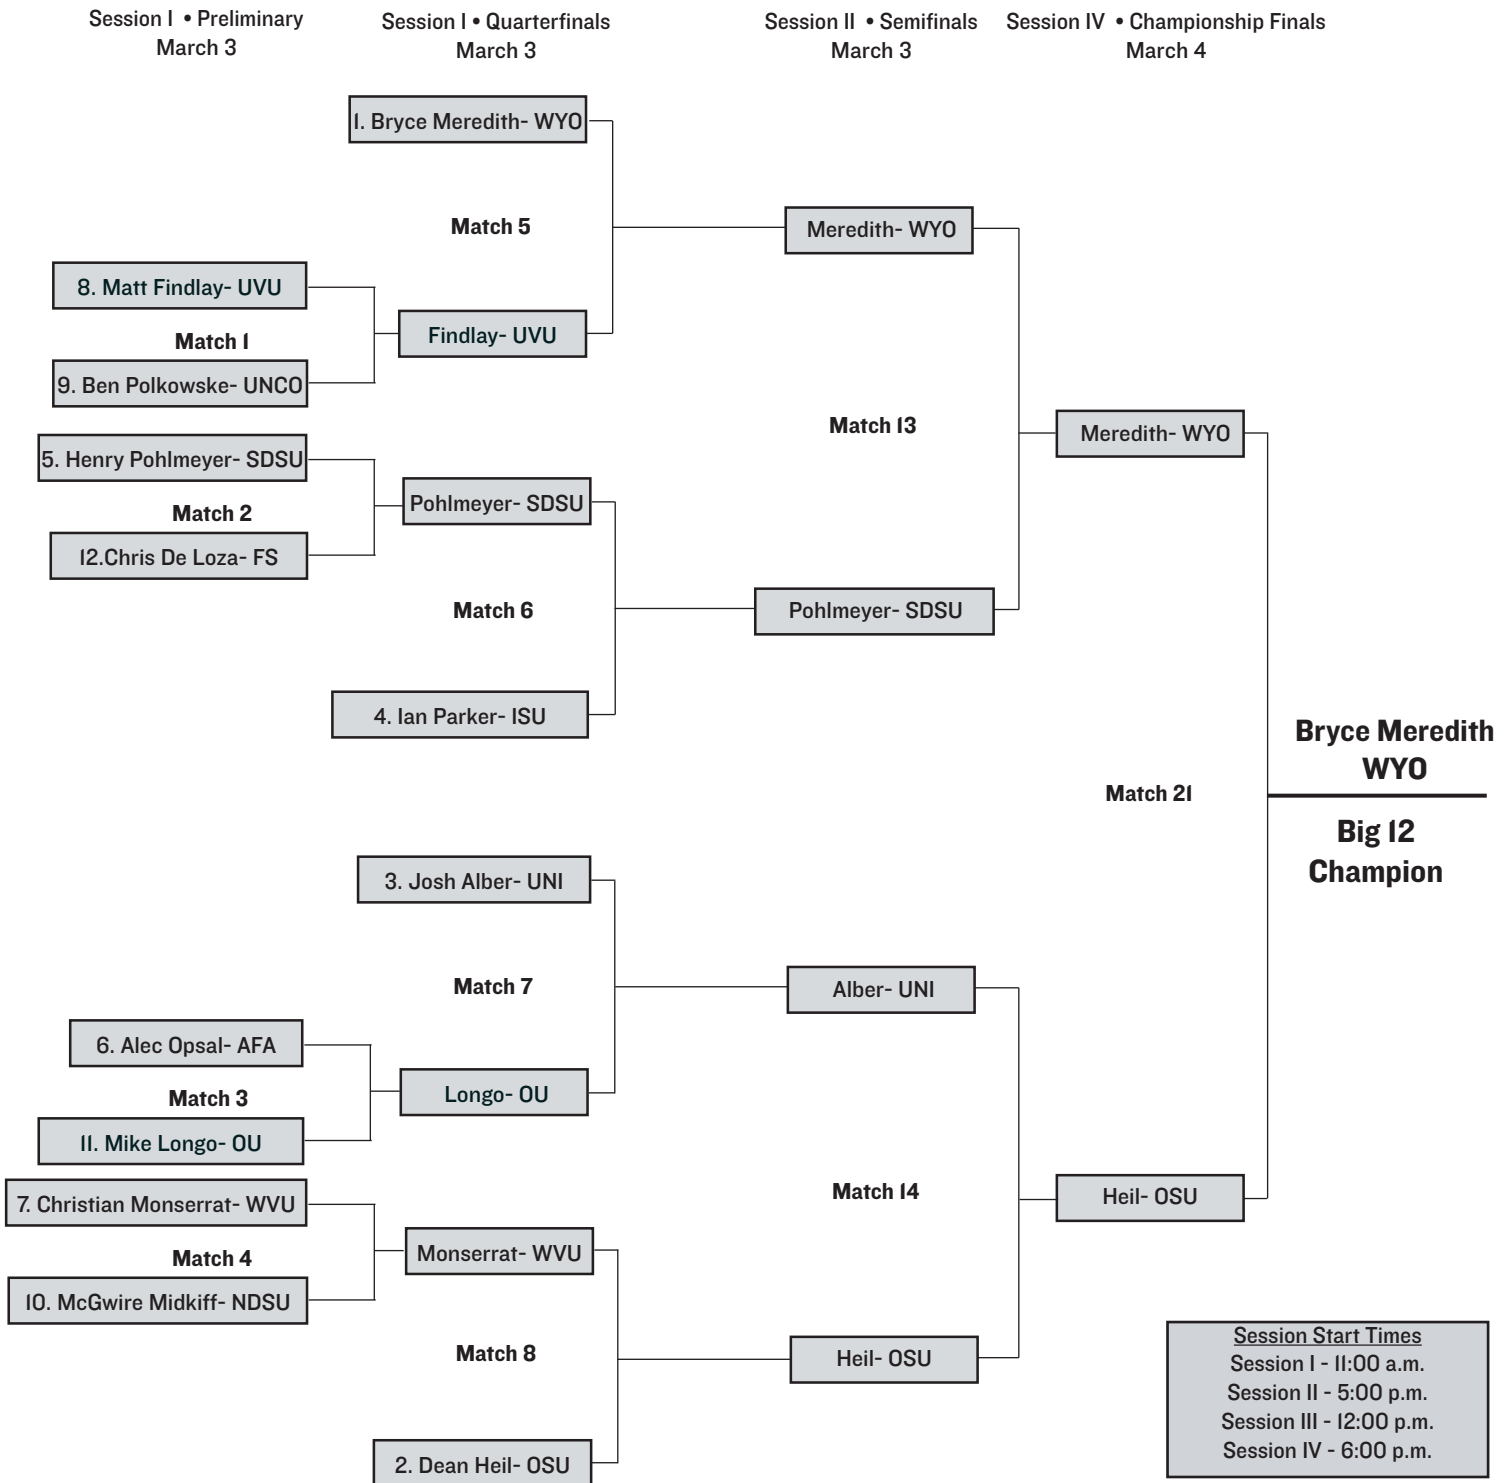 Session I • Preliminary
March 3
Session I • Quarterfinals
March 3
Session II • Semifinals
March 3
Session IV • Championship Finals
March 4
1. Bryce Meredith- WYO
Match 5
8. Matt Findlay- UVU
Match 1
9. Ben Polkowske- UNCO
Findlay- UVU
5. Henry Pohlmeyer- SDSU
Match 2
12.Chris De Loza- FS
Pohlmeyer- SDSU
Match 6
4. Ian Parker- ISU
Meredith- WYO
Match 13
Pohlmeyer- SDSU
Meredith- WYO
3. Josh Alber- UNI
Match 7
6. Alec Opsal- AFA
Match 3
11. Mike Longo- OU
Longo- OU
7. Christian Monserrat- WVU
Match 4
10. McGwire Midkiff- NDSU
Monserrat- WVU
Match 8
2. Dean Heil- OSU
Alber- UNI
Match 14
Heil- OSU
Heil- OSU
Match 21
Bryce Meredith
WYO
Big 12
Champion
Session Start Times
Session I - 11:00 a.m.
Session II - 5:00 p.m.
Session III - 12:00 p.m.
Session IV - 6:00 p.m.